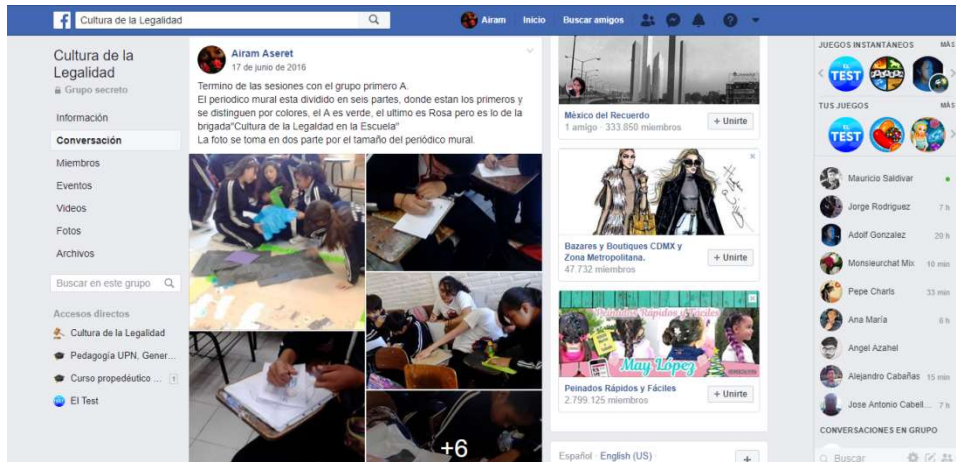 Cultura de la Legalidad
Airam
Inicio
Buscar amigos
Cultura de la
Legalidad
Grupo secreto
Información
Conversación
Miembros
Eventos
Videos
Fotos
Archivos
Buscar en este grupo
Accesos directos
Cultura de la Legalidad
Pedagogía UPN, Gener...
Curso propedéutico ... 1
El Test
Airam Aseret
17 de junio de 2016
Termino de las sesiones con el grupo primero A.
El periodico mural esta dividido en seis partes, donde estan los primeros y
se distinguen por colores, el A es verde, el ultimo es Rosa pero es lo de la
brigada"Cultura de la Legaldad en la Escuela"
La foto se toma en dos parte por el tamaño del periódico mural.
+6
México del Recuerdo
1 amigo · 333.850 miembros
+ Unirte
Bazares y Boutiques CDMX y
Zona Metropolitana.
47.732 miembros
+ Unirte
Peinados Rápidos y Fáciles
May López
Peinados Rápidos y Fáciles
2.799.125 miembros
+ Unirte
Español · English (US)
+
JUEGOS INSTANTÁNEOS MÁS
EL
TEST
TUS JUEGOS MÁS
EL
TEST
Mauricio Saldivar
Jorge Rodriguez 7 h
Adolf Gonzalez 20 h
Monsieurchat Mix 10 min
Pepe Charls 33 min
Ana María 6 h
Angel Azahel
Alejandro Cabañas 15 min
Jose Antonio Cabell... 7 h
CONVERSACIONES EN GRUPO
Buscar